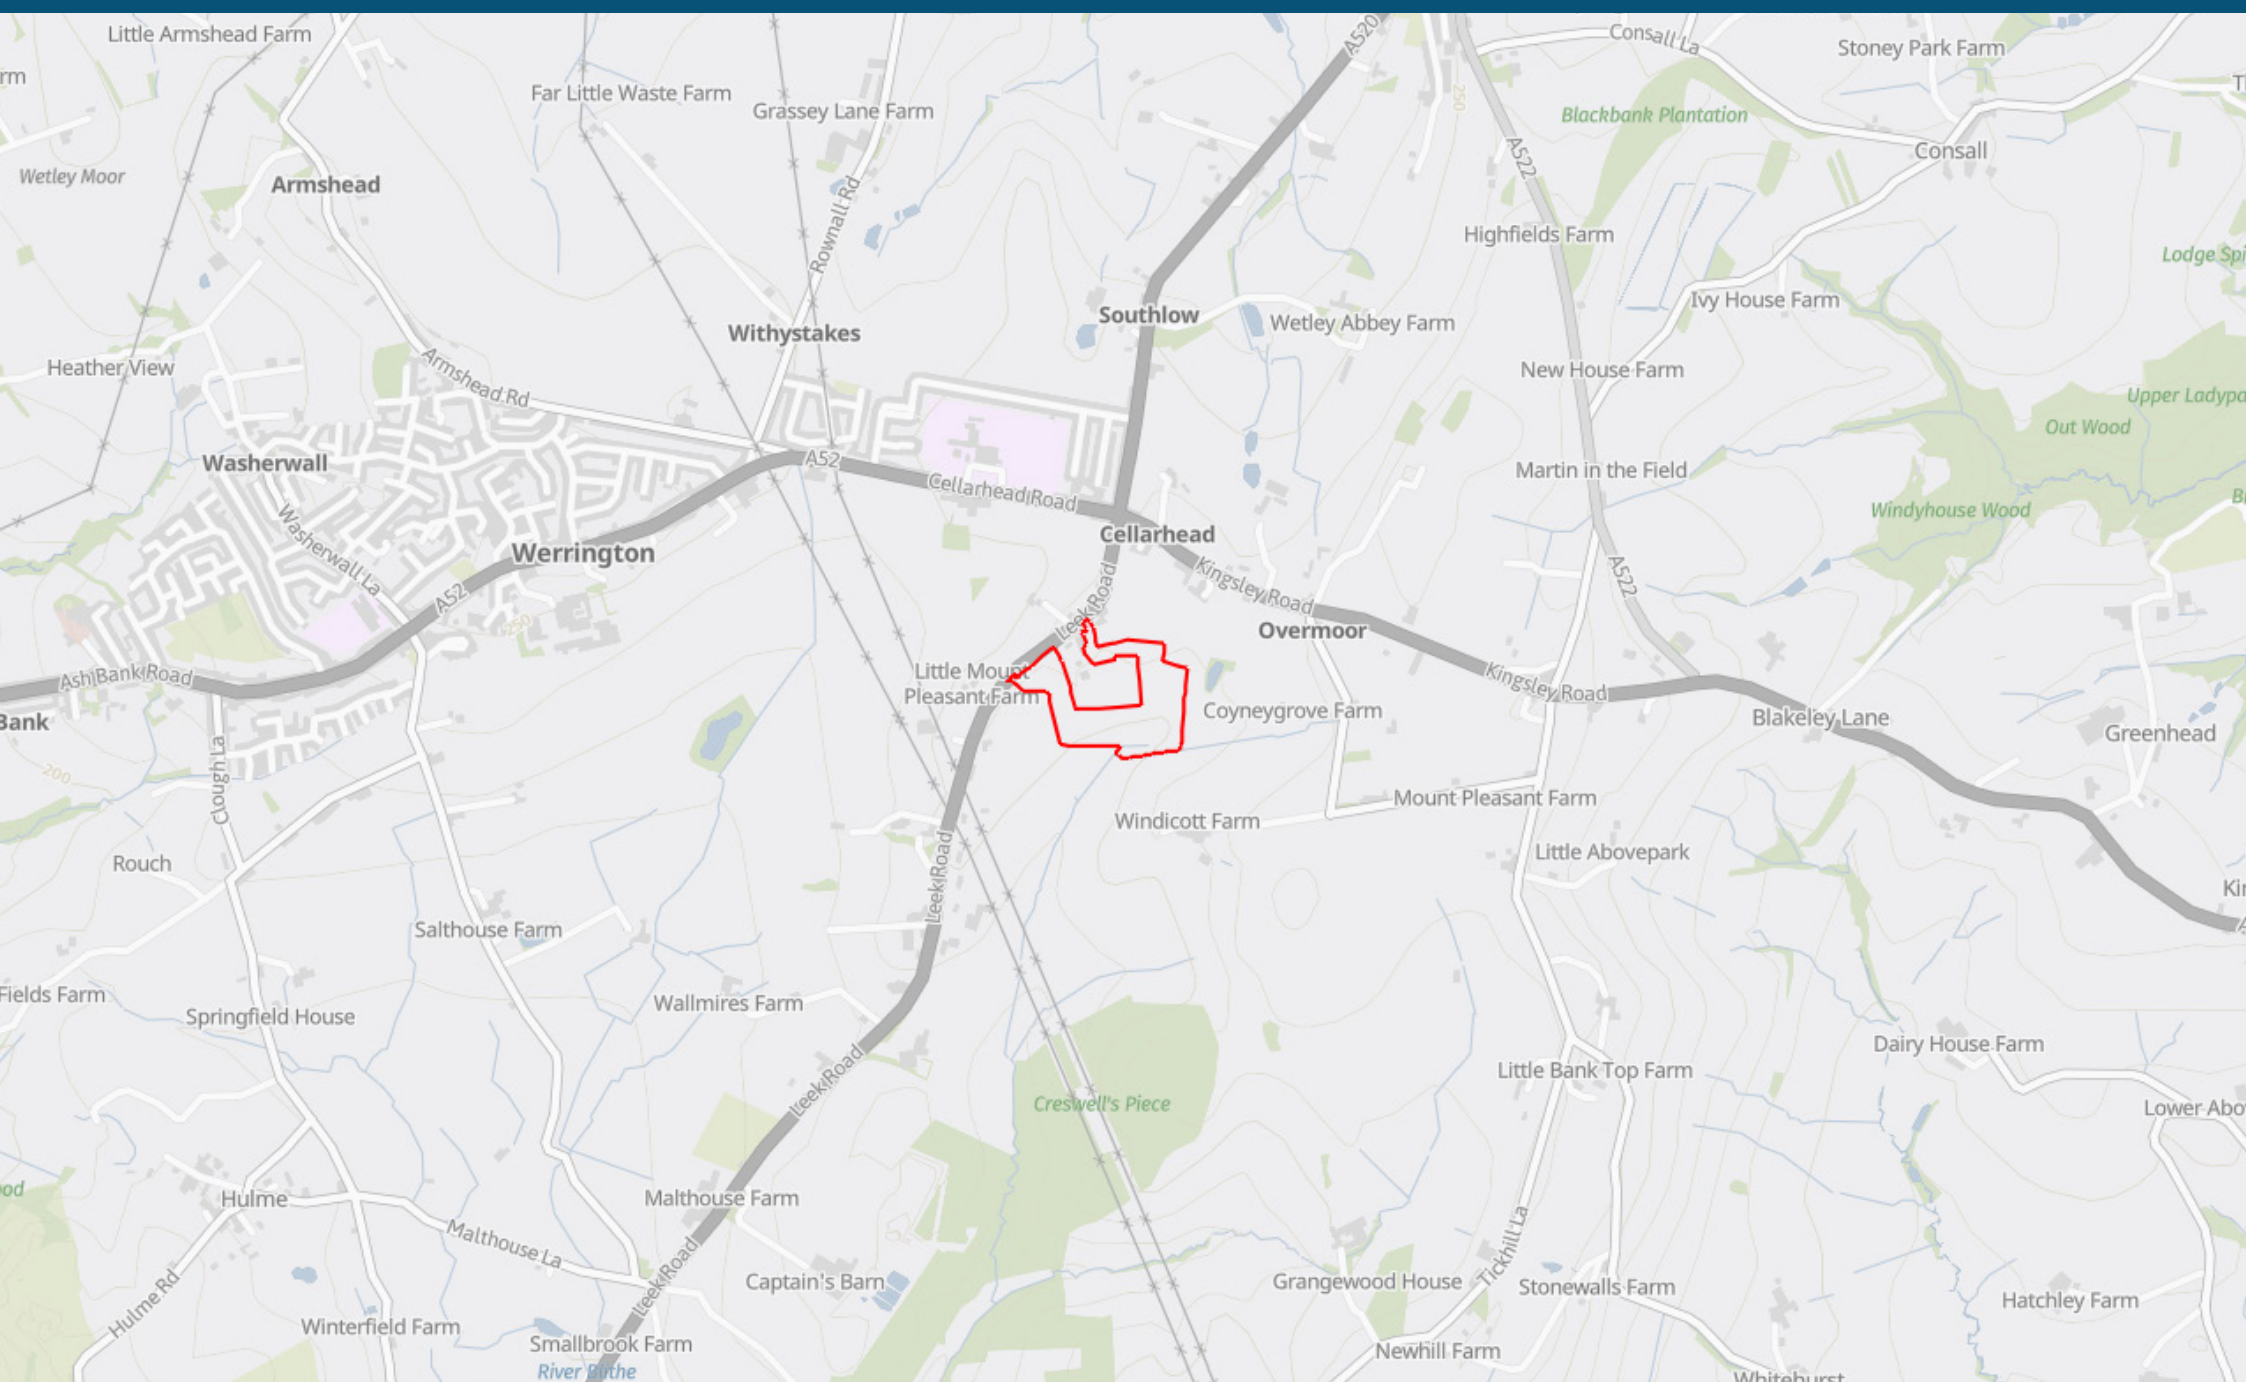 Little Armshead Farm
Consall La
Stoney Park Farm
A520
rm
Far Little Waste Farm
250
Grassey Lane Farm
Blackbank Plantation
Consall
A522
Wetley Moor
Armshead
Rownall Rd
Highfields Farm
Lodge Spi
Ivy House Farm
Southlow
Wetley Abbey Farm
Withystakes
Heather View
New House Farm
Armshead Rd
Upper Ladypa
Out Wood
A52
Washerwall
Martin in the Field
Cellarhead Road
Windyhouse Wood
Cellarhead
Washerwall La
Werrington
A522
Kingsley Road
A52
Leek Road
250
Overmoor
Ash Bank Road
Little Mount
Pleasant Farm
Kingsley Road
Coyneygrove Farm
Blakeley Lane
Bank
Greenhead
200
Clough La
Mount Pleasant Farm
Windicott Farm
Little Abovepark
Rouch
Leek Road
Salthouse Farm
Fields Farm
Wallmires Farm
Springfield House
Dairy House Farm
Little Bank Top Farm
Leek Road
Creswell's Piece
Lower Abo
Hulme
Malthouse Farm
Malthouse La
Tickhill La
Captain's Barn
Grangewood House
Stonewalls Farm
Leek Road
Hulme Rd
Hatchley Farm
Winterfield Farm
Smallbrook Farm
Newhill Farm
River Blithe
Whitehurst